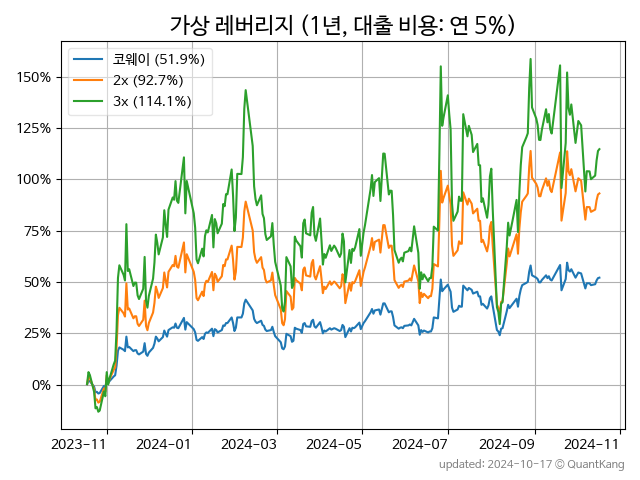 가상 레버리지 (1년, 대출 비용: 연 5%)
코웨이 (51.9%)
2x (92.7%)
3x (114.1%)
150%
125%
100%
75%
50%
25%
0%
2023-11 2024-01 2024-03 2024-05 2024-07 2024-09 2024-11
updated: 2024-10-17 © QuantKang